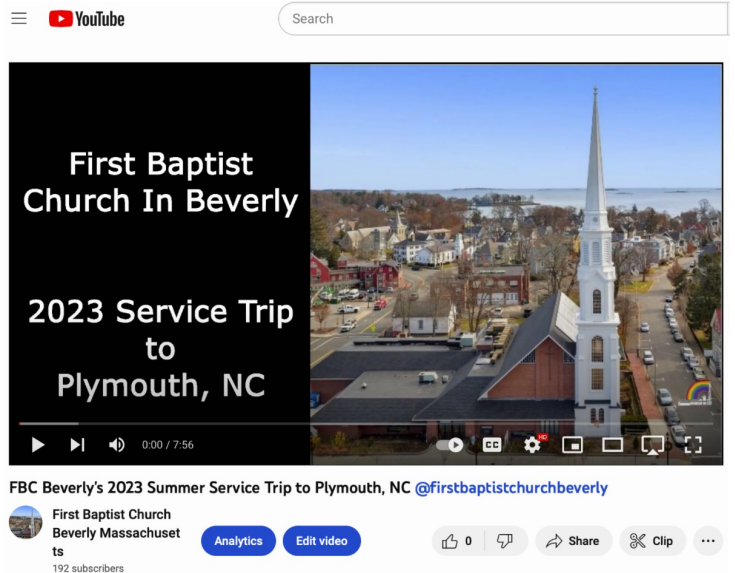 YouTube
Search
First Baptist
Church In Beverly
2023 Service Trip
to
Plymouth, NC
0:00 / 7:56
CC
HD
FBC Beverly's 2023 Summer Service Trip to Plymouth, NC @firstbaptistchurchbeverly
First Baptist Church
Beverly Massachuset
ts
192 subscribers
Analytics
Edit video
0
Share
Clip